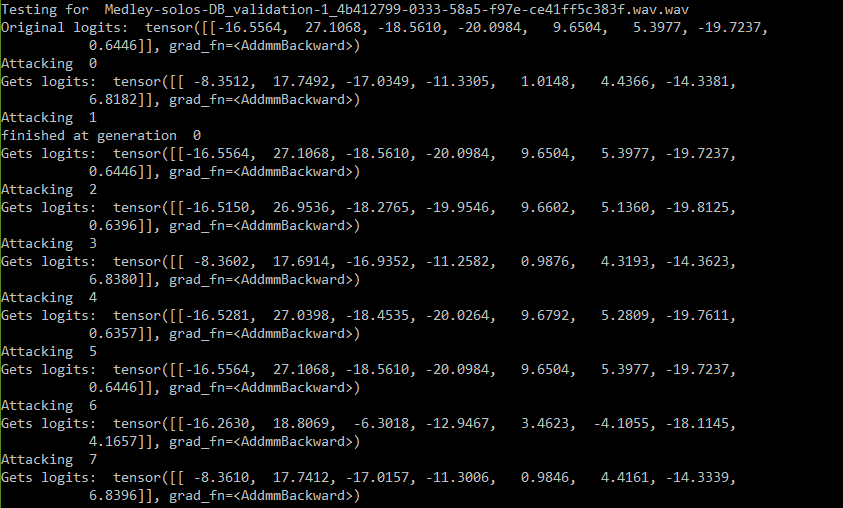 Testing for  Medley-solos-DB_validation-1_4b412799-0333-58a5-f97e-ce41ff5c383f.wav.wav
Original logits:  tensor([[-16.5564,  27.1068, -18.5610, -20.0984,   9.6504,   5.3977, -19.7237,
           0.6446]], grad_fn=<AddmmBackward>)
Attacking  0
Gets logits:  tensor([[ -8.3512,  17.7492, -17.0349, -11.3305,   1.0148,   4.4366, -14.3381,
           6.8182]], grad_fn=<AddmmBackward>)
Attacking  1
finished at generation  0
Gets logits:  tensor([[-16.5564,  27.1068, -18.5610, -20.0984,   9.6504,   5.3977, -19.7237,
           0.6446]], grad_fn=<AddmmBackward>)
Attacking  2
Gets logits:  tensor([[-16.5150,  26.9536, -18.2765, -19.9546,   9.6602,   5.1360, -19.8125,
           0.6396]], grad_fn=<AddmmBackward>)
Attacking  3
Gets logits:  tensor([[ -8.3602,  17.6914, -16.9352, -11.2582,   0.9876,   4.3193, -14.3623,
           6.8380]], grad_fn=<AddmmBackward>)
Attacking  4
Gets logits:  tensor([[-16.5281,  27.0398, -18.4535, -20.0264,   9.6792,   5.2809, -19.7611,
           0.6357]], grad_fn=<AddmmBackward>)
Attacking  5
Gets logits:  tensor([[-16.5564,  27.1068, -18.5610, -20.0984,   9.6504,   5.3977, -19.7237,
           0.6446]], grad_fn=<AddmmBackward>)
Attacking  6
Gets logits:  tensor([[-16.2630,  18.8069,  -6.3018, -12.9467,   3.4623,  -4.1055, -18.1145,
           4.1657]], grad_fn=<AddmmBackward>)
Attacking  7
Gets logits:  tensor([[ -8.3610,  17.7412, -17.0157, -11.3006,   0.9846,   4.4161, -14.3339,
           6.8396]], grad_fn=<AddmmBackward>)